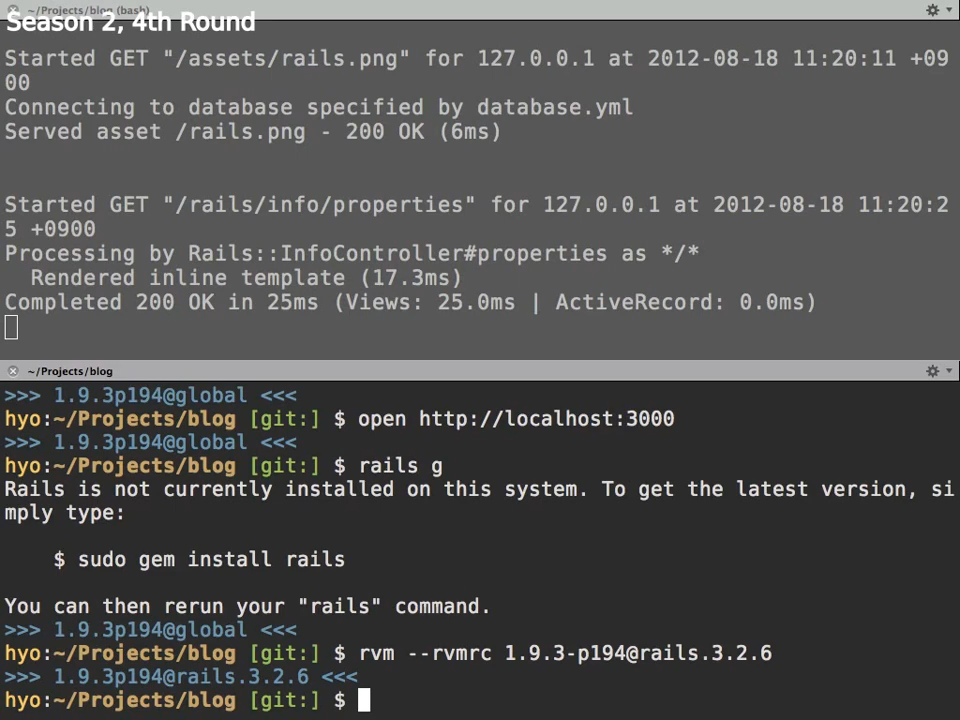 ~/Projects/blog (bash)
Season 2, 4th Round
Started GET "/assets/rails.png" for 127.0.0.1 at 2012-08-18 11:20:11 +09
00
Connecting to database specified by database.yml
Served asset /rails.png - 200 OK (6ms)
Started GET "/rails/info/properties" for 127.0.0.1 at 2012-08-18 11:20:2
5 +0900
Processing by Rails::InfoController#properties as */*
  Rendered inline template (17.3ms)
Completed 200 OK in 25ms (Views: 25.0ms | ActiveRecord: 0.0ms)
~/Projects/blog
>>> 1.9.3p194@global <<<
hyo:~/Projects/blog [git:] $ open http://localhost:3000
>>> 1.9.3p194@global <<<
hyo:~/Projects/blog [git:] $ rails g
Rails is not currently installed on this system. To get the latest version, si
mply type:
    $ sudo gem install rails
You can then rerun your "rails" command.
>>> 1.9.3p194@global <<<
hyo:~/Projects/blog [git:] $ rvm --rvmrc 1.9.3-p194@rails.3.2.6
>>> 1.9.3p194@rails.3.2.6 <<<
hyo:~/Projects/blog [git:] $